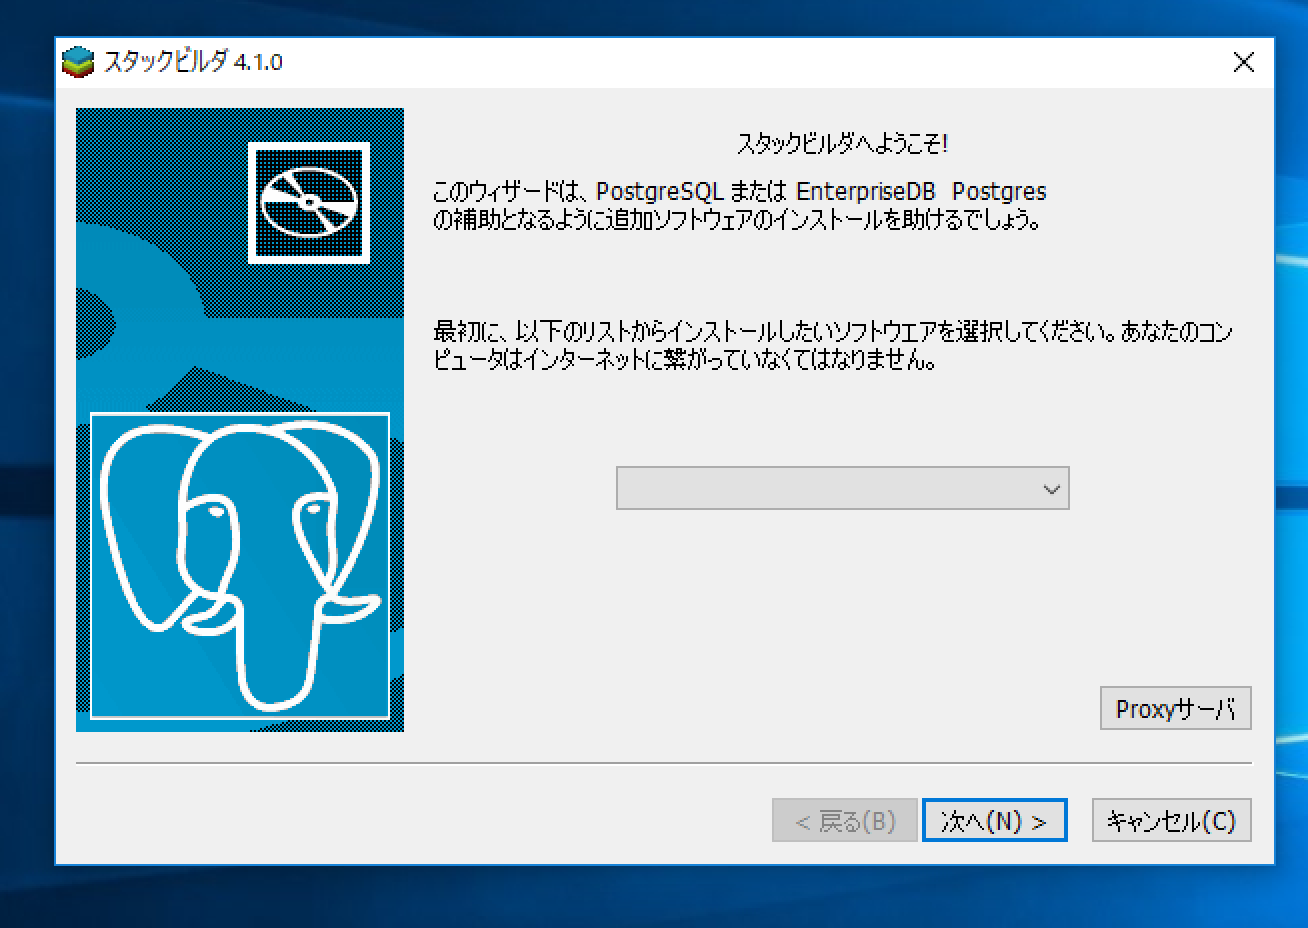 スタックビルダ 4.1.0
スタックビルダへようこそ!
このウィザードは、PostgreSQL または EnterpriseDB Postgres
の補助となるように追加ソフトウェアのインストールを助けるでしょう。
最初に、以下のリストからインストールしたいソフトウエアを選択してください。あなたのコン
ピュータはインターネットに繋がっていなくてはなりません。
Proxyサーバ
< 戻る(B)
次へ(N) >
キャンセル(C)